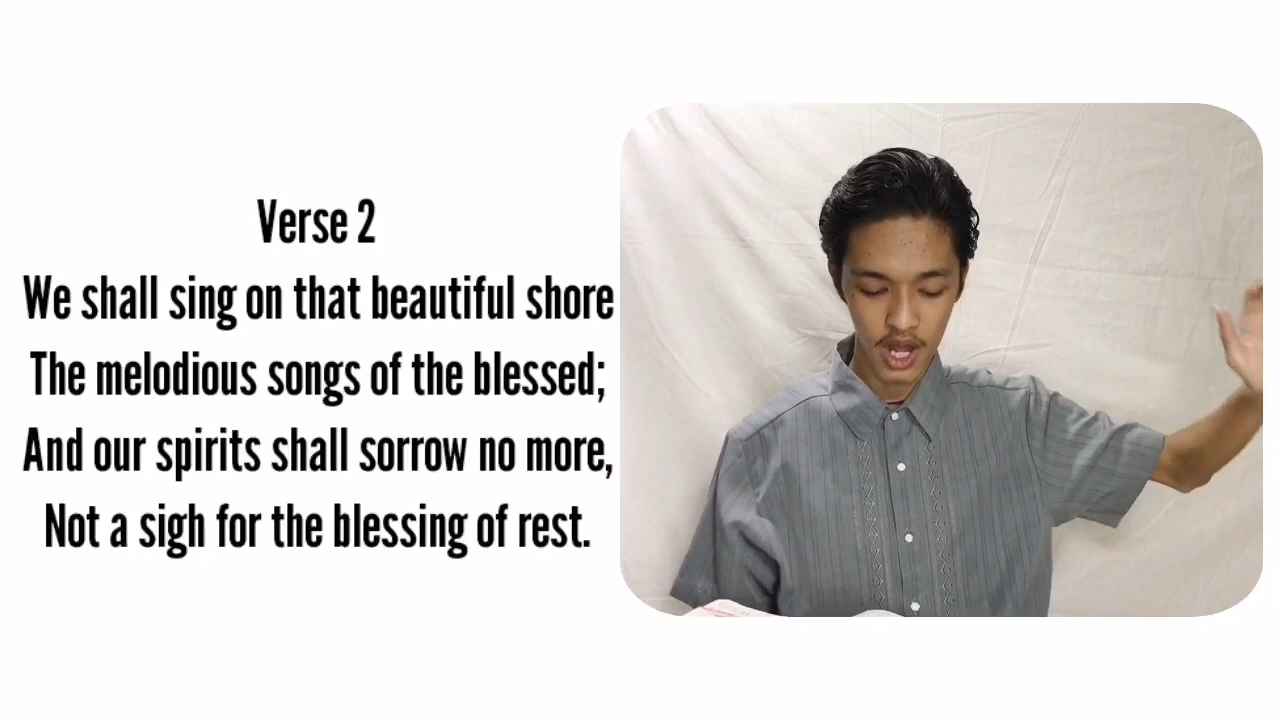 Verse 2
We shall sing on that beautiful shore
The melodious songs of the blessed;
And our spirits shall sorrow no more,
Not a sigh for the blessing of rest.